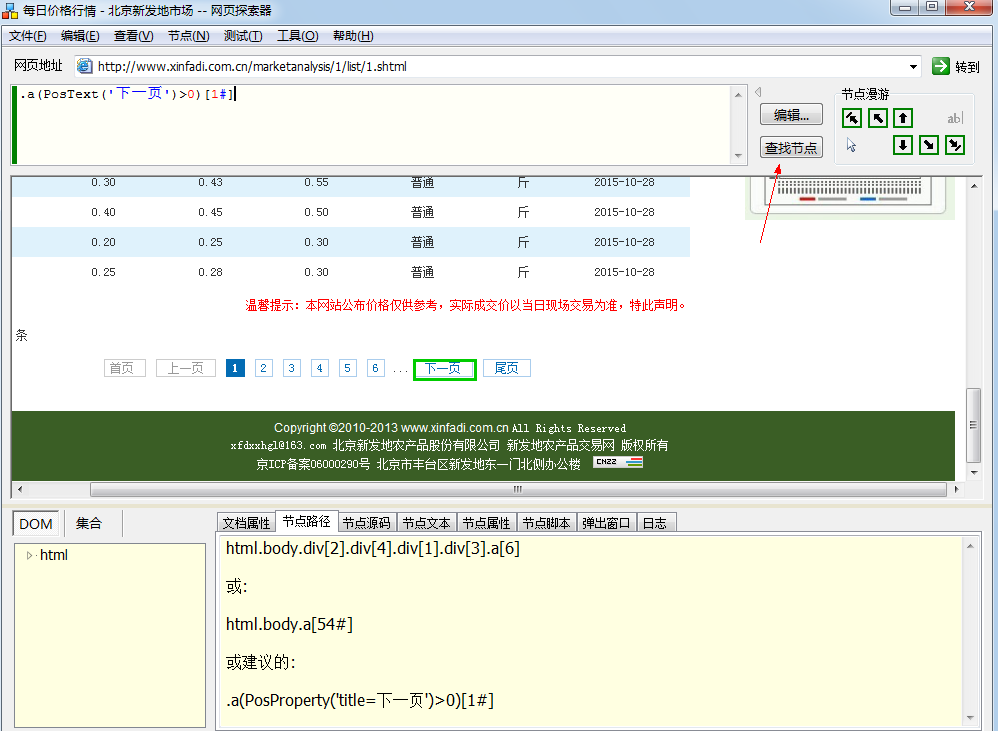 每日价格行情 - 北京新发地市场 -- 网页探索器
文件(F) 编辑(E) 查看(V) 节点(N) 测试(T) 工具(O) 帮助(H)
网页地址 http://www.xinfadi.com.cn/marketanalysis/1/list/1.shtml 转到
.a(PosText('下一页')>0)[1#]
编辑...
查找节点
节点漫游
ab
0.30 0.43 0.55 普通 斤 2015-10-28
0.40 0.45 0.50 普通 斤 2015-10-28
0.20 0.25 0.30 普通 斤 2015-10-28
0.25 0.28 0.30 普通 斤 2015-10-28
温馨提示：本网站公布价格仅供参考，实际成交价以当日现场交易为准，特此声明。
条
首页 上一页 1 2 3 4 5 6 ... 下一页 尾页
Copyright ©2010-2013 www.xinfadi.com.cn All Rights Reserved
xfdxxhgl@163.com 北京新发地农产品股份有限公司 新发地农产品交易网 版权所有
京ICP备案06000290号 北京市丰台区新发地东一门北侧办公楼 CNZZ
DOM 集合
html
文档属性 节点路径 节点源码 节点文本 节点属性 节点脚本 弹出窗口 日志
html.body.div[2].div[4].div[1].div[3].a[6]
或:
html.body.a[54#]
或建议的:
.a(PosProperty('title=下一页')>0)[1#]